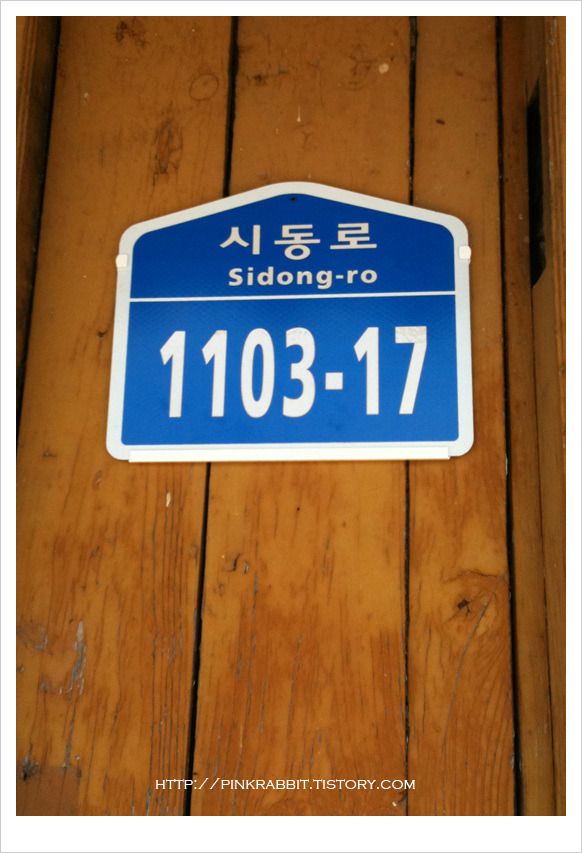 시동로
Sidong-ro
1103-17
HTTP://PINKRABBIT.TISTORY.COM